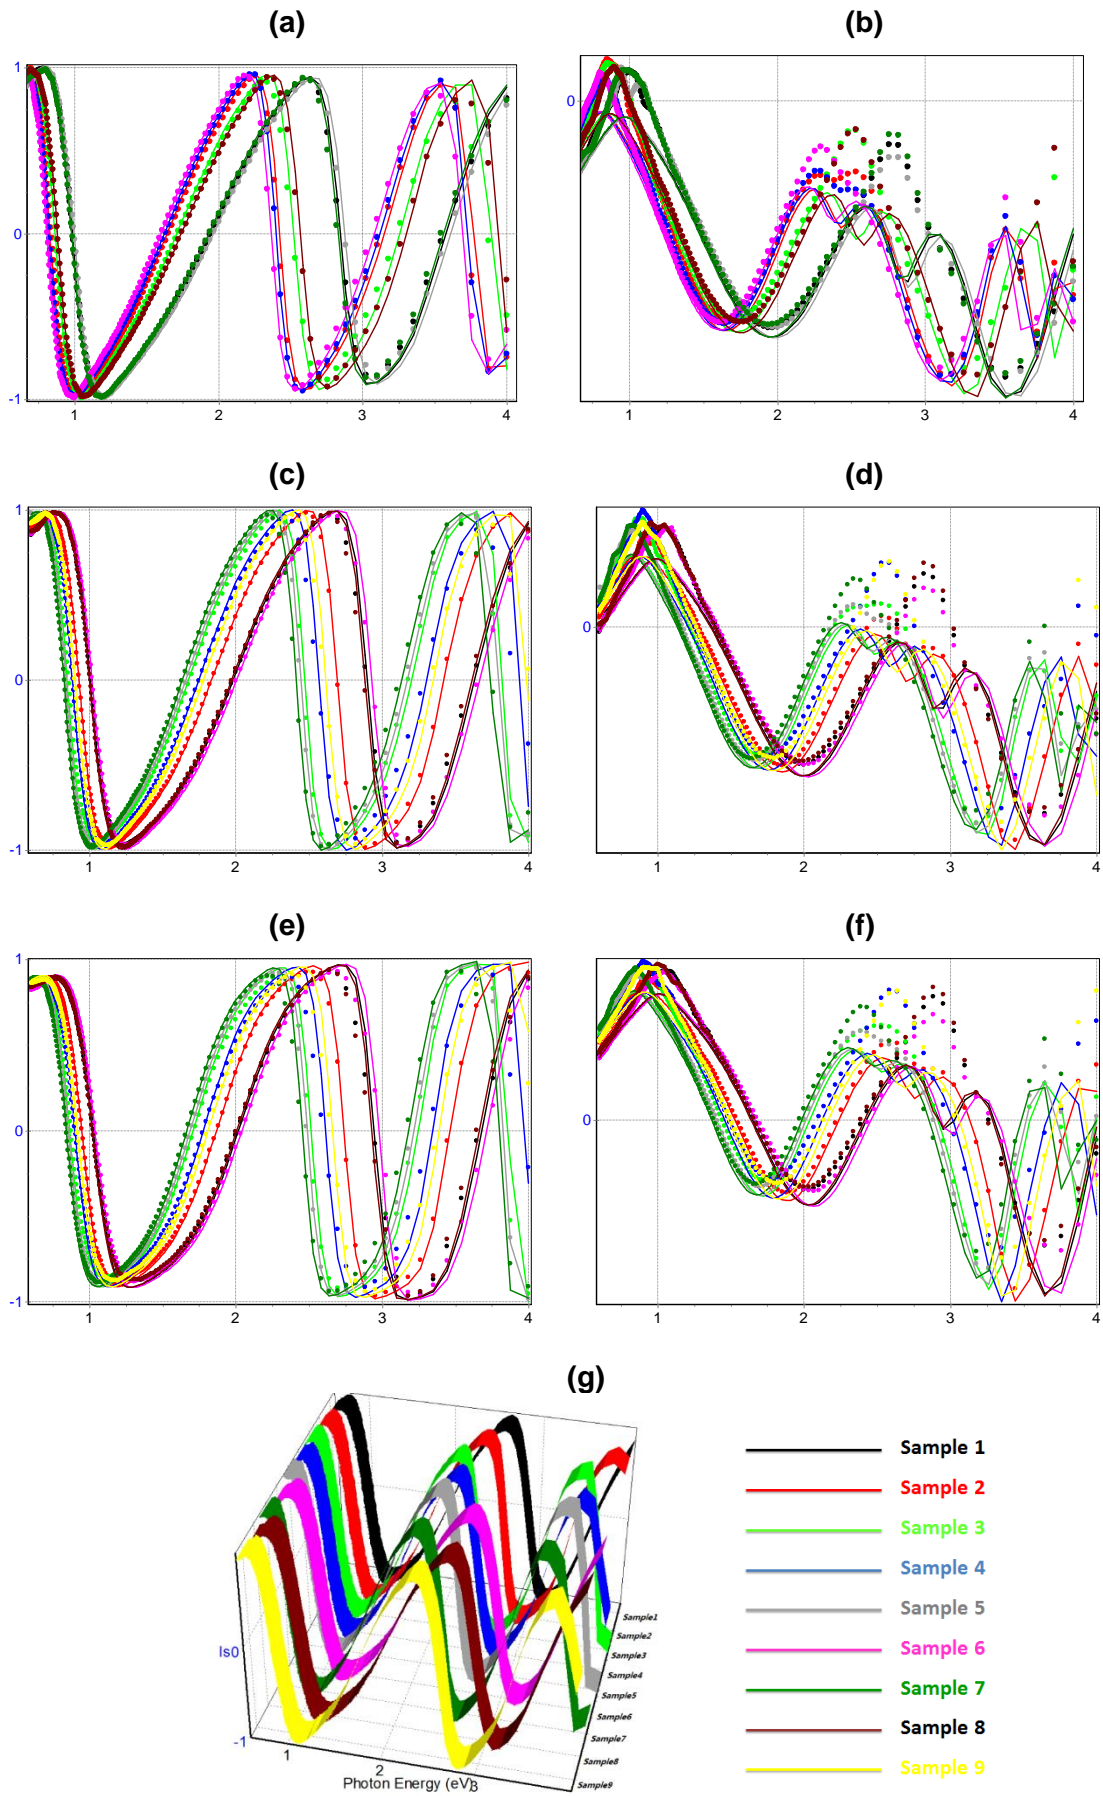 (a)
(b)
1
0
-1
1
2
3
4
0
1
2
3
4
(c)
(d)
1
0
-1
1
2
3
4
0
1
2
3
4
(e)
(f)
1
0
-1
1
2
3
4
0
1
2
3
4
(g)
Is0
-1
1
2
3
Photon Energy (eV)
Sample1
Sample2
Sample3
Sample4
Sample5
Sample6
Sample7
Sample8
Sample9
Sample 1
Sample 2
Sample 3
Sample 4
Sample 5
Sample 6
Sample 7
Sample 8
Sample 9